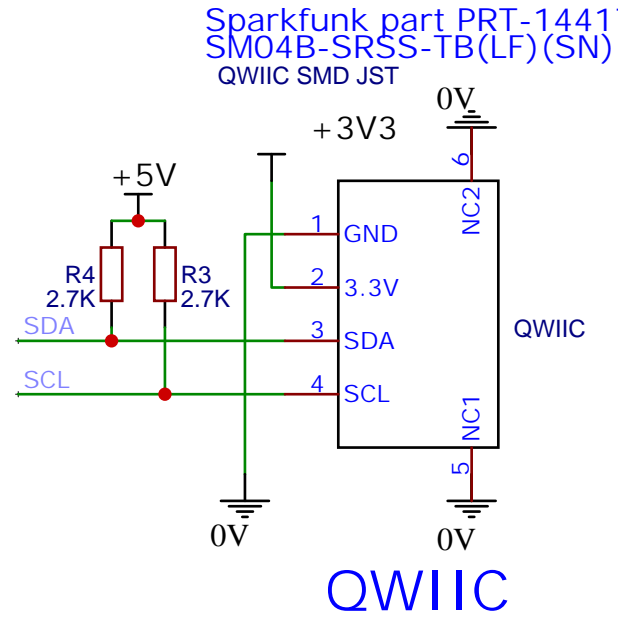 Sparkfunk part PRT-14417
SM04B-SRSS-TB(LF)(SN)
QWIIC SMD JST
0V
+3V3
+5V
6
NC2
1
GND
R4
2.7K
R3
2.7K
2
3.3V
SDA
3
SDA
QWIIC
SCL
4
SCL
NC1
5
0V
0V
QWIIC